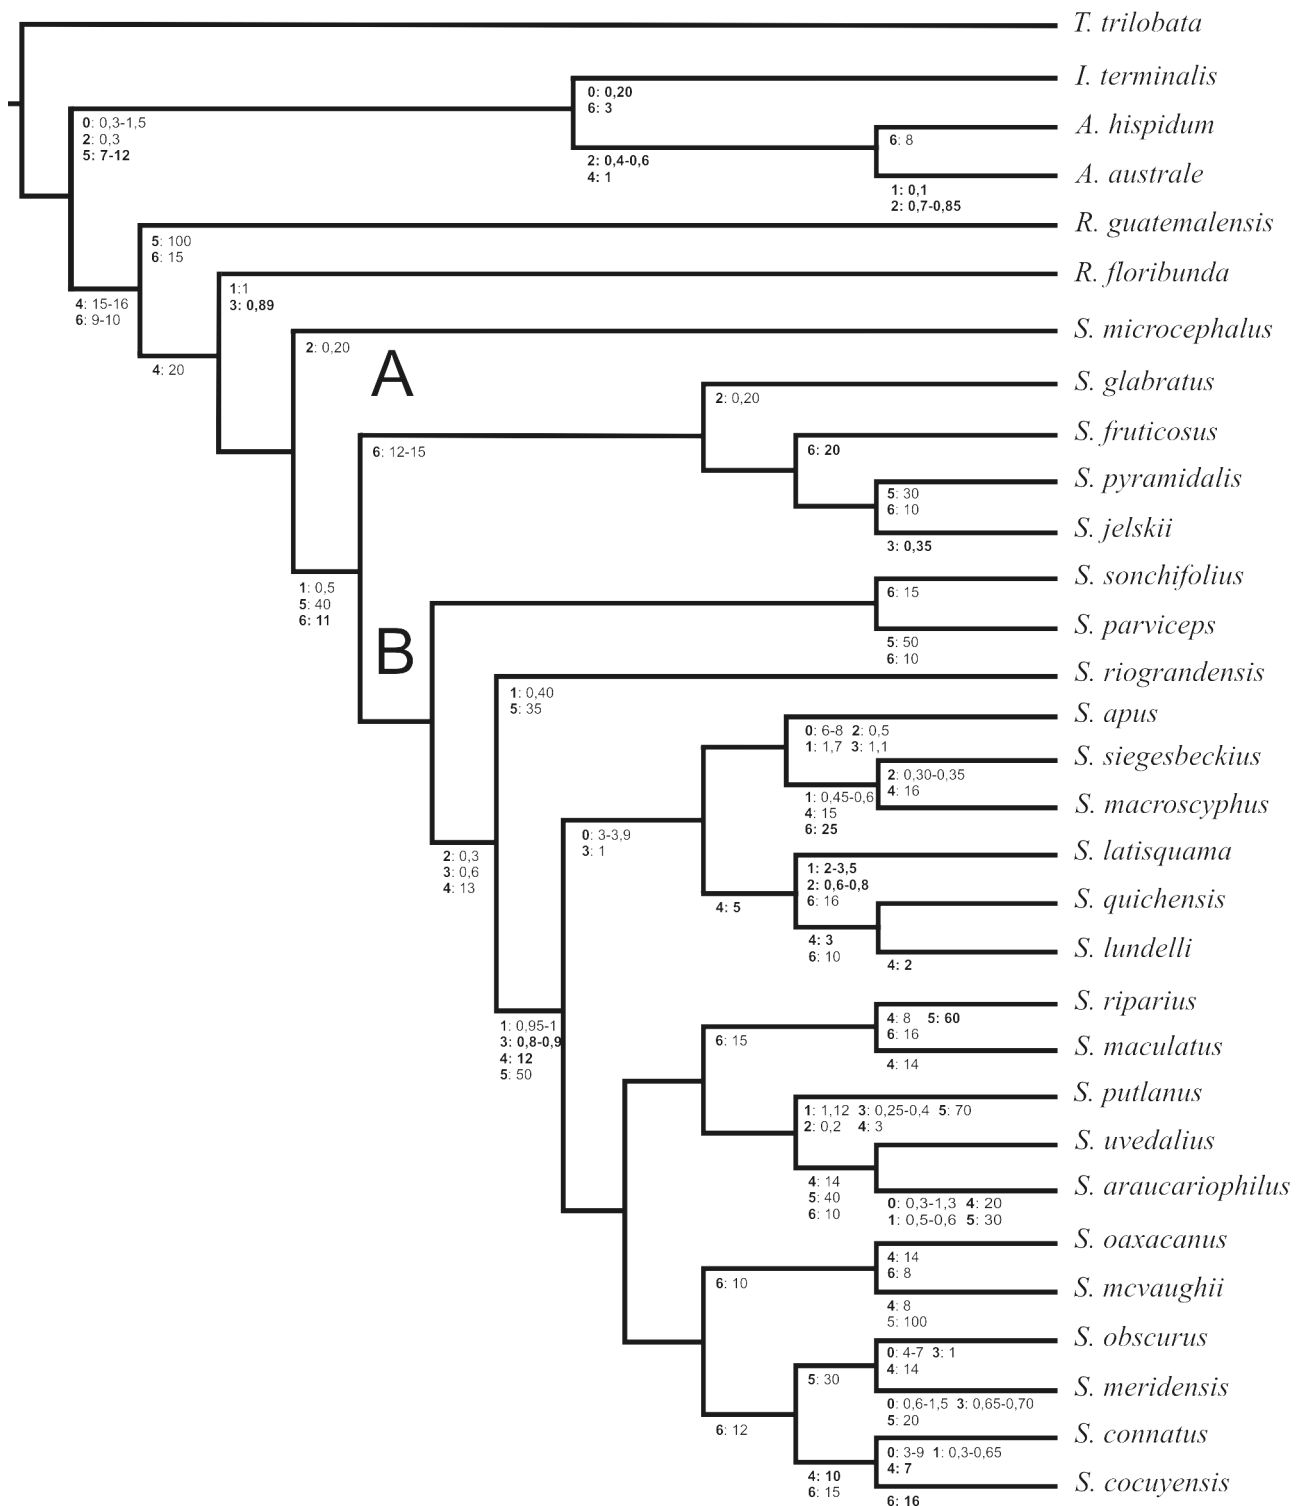 T. trilobata
I. terminalis
0: 0,20
6: 3
0: 0,3-1,5
2: 0,3
5: 7-12
A. hispidum
6: 8
2: 0,4-0,6
4: 1
A. australe
1: 0,1
2: 0,7-0,85
R. guatemalensis
5: 100
6: 15
R. floribunda
1:1
3: 0,89
4: 15-16
6: 9-10
S. microcephalus
2: 0,20
4: 20
A
S. glabratus
2: 0,20
S. fruticosus
6: 20
6: 12-15
S. pyramidalis
5: 30
6: 10
S. jelskii
3: 0,35
S. sonchifolius
6: 15
1: 0,5
5: 40
6: 11
S. parviceps
5: 50
6: 10
B
S. riograndensis
1: 0,40
5: 35
S. apus
0: 6-8 2: 0,5
1: 1,7 3: 1,1
S. siegesbeckius
2: 0,30-0,35
4: 16
S. macroscyphus
1: 0,45-0,6
4: 15
6: 25
0: 3-3,9
3: 1
2: 0,3
3: 0,6
4: 13
S. latisquama
1: 2-3,5
2: 0,6-0,8
6: 16
S. quichensis
4: 5
4: 3
6: 10
S. lundelli
4: 2
S. riparius
4: 8 5: 60
6: 16
1: 0,95-1
3: 0,8-0,9
4: 12
5: 50
6: 15
S. maculatus
4: 14
S. putlanus
1: 1,12 3: 0,25-0,4 5: 70
2: 0,2 4: 3
S. uvedalius
4: 14
5: 40
6: 10
S. araucariophilus
0: 0,3-1,3 4: 20
1: 0,5-0,6 5: 30
S. oaxacanus
4: 14
6: 8
6: 10
S. mcvaughii
4: 8
5: 100
S. obscurus
0: 4-7 3: 1
4: 14
5: 30
S. meridensis
0: 0,6-1,5 3: 0,65-0,70
5: 20
6: 12
S. connatus
0: 3-9 1: 0,3-0,65
4: 7
4: 10
6: 15
S. cocuyensis
6: 16